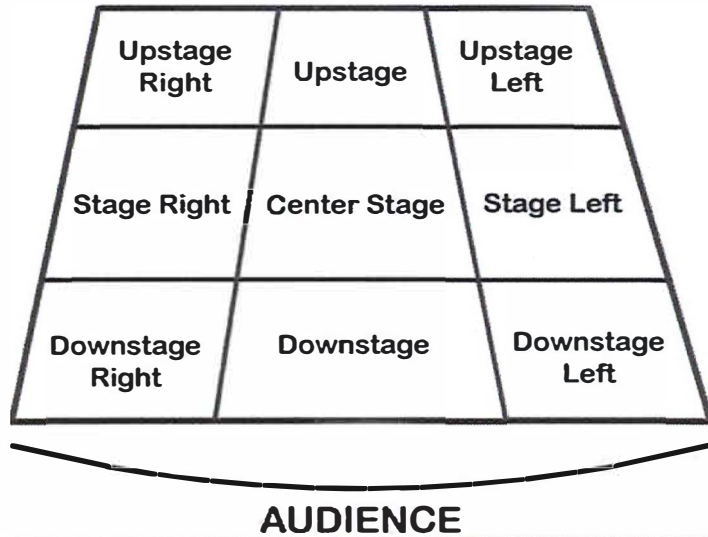 Upstage
Right
Upstage
Upstage
Left
Stage Right
Center Stage
Stage Left
Downstage
Right
Downstage
Downstage
Left
AUDIENCE